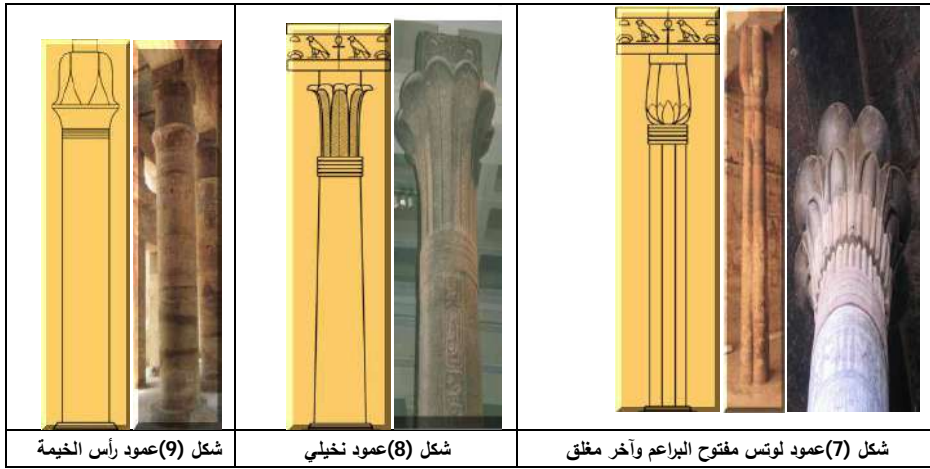 شكل (7)عمود لوتس مفتوح البراعم وآخر مغلق
شكل (8)عمود نخيلي
شكل (9)عمود رأس الخيمة